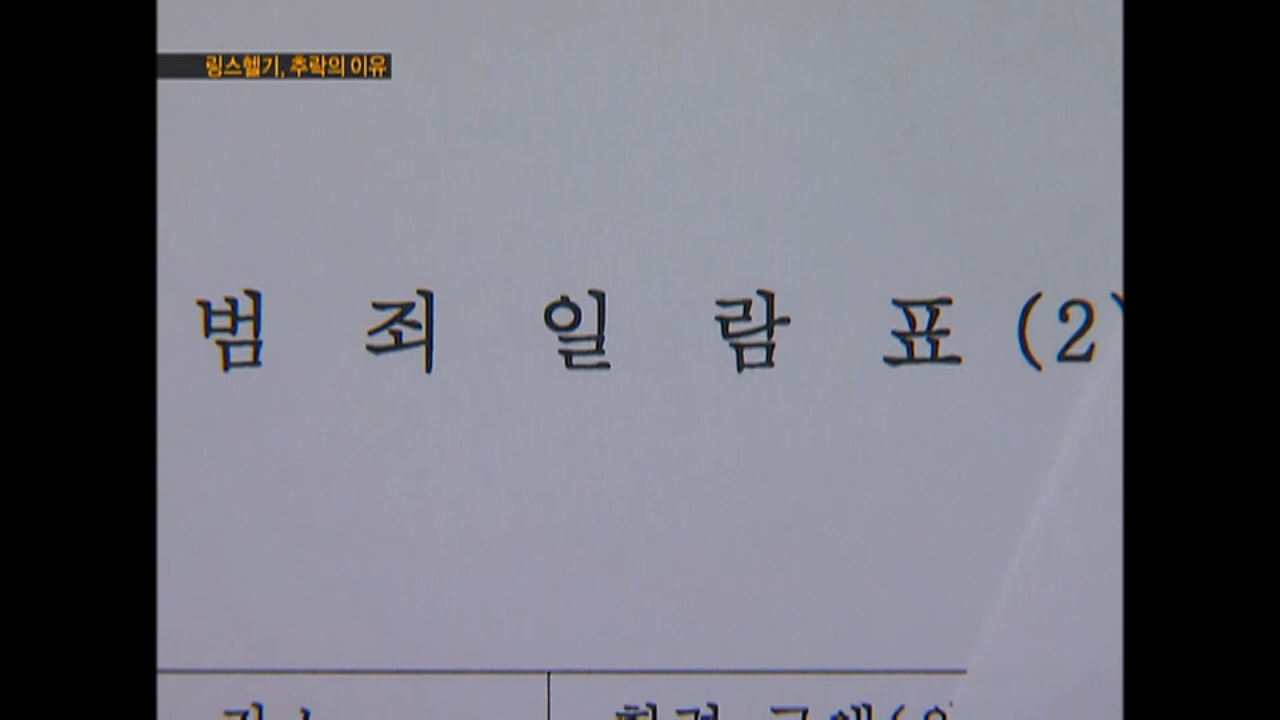 링스헬기, 추락의 이유
범 죄 일 람 표 (2)